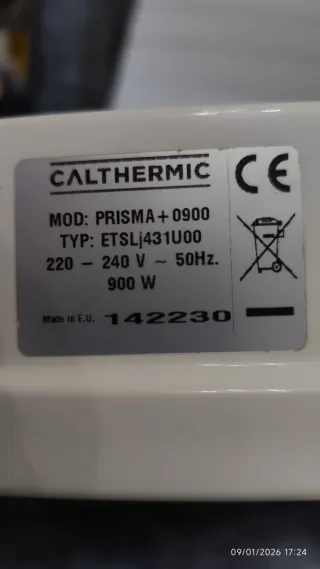 CALTHERMIC
CE
MOD: PRISMA+0900
TYP: ETSLj431U00
220 – 240 V ~ 50Hz.
900 W
Made in E.U. 142230
09/01/2026 17:24